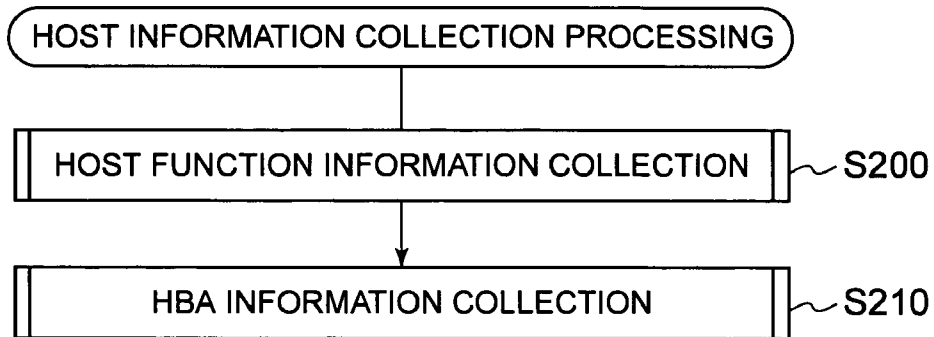 HOST INFORMATION COLLECTION PROCESSING
HOST FUNCTION INFORMATION COLLECTION
S200
HBA INFORMATION COLLECTION
S210